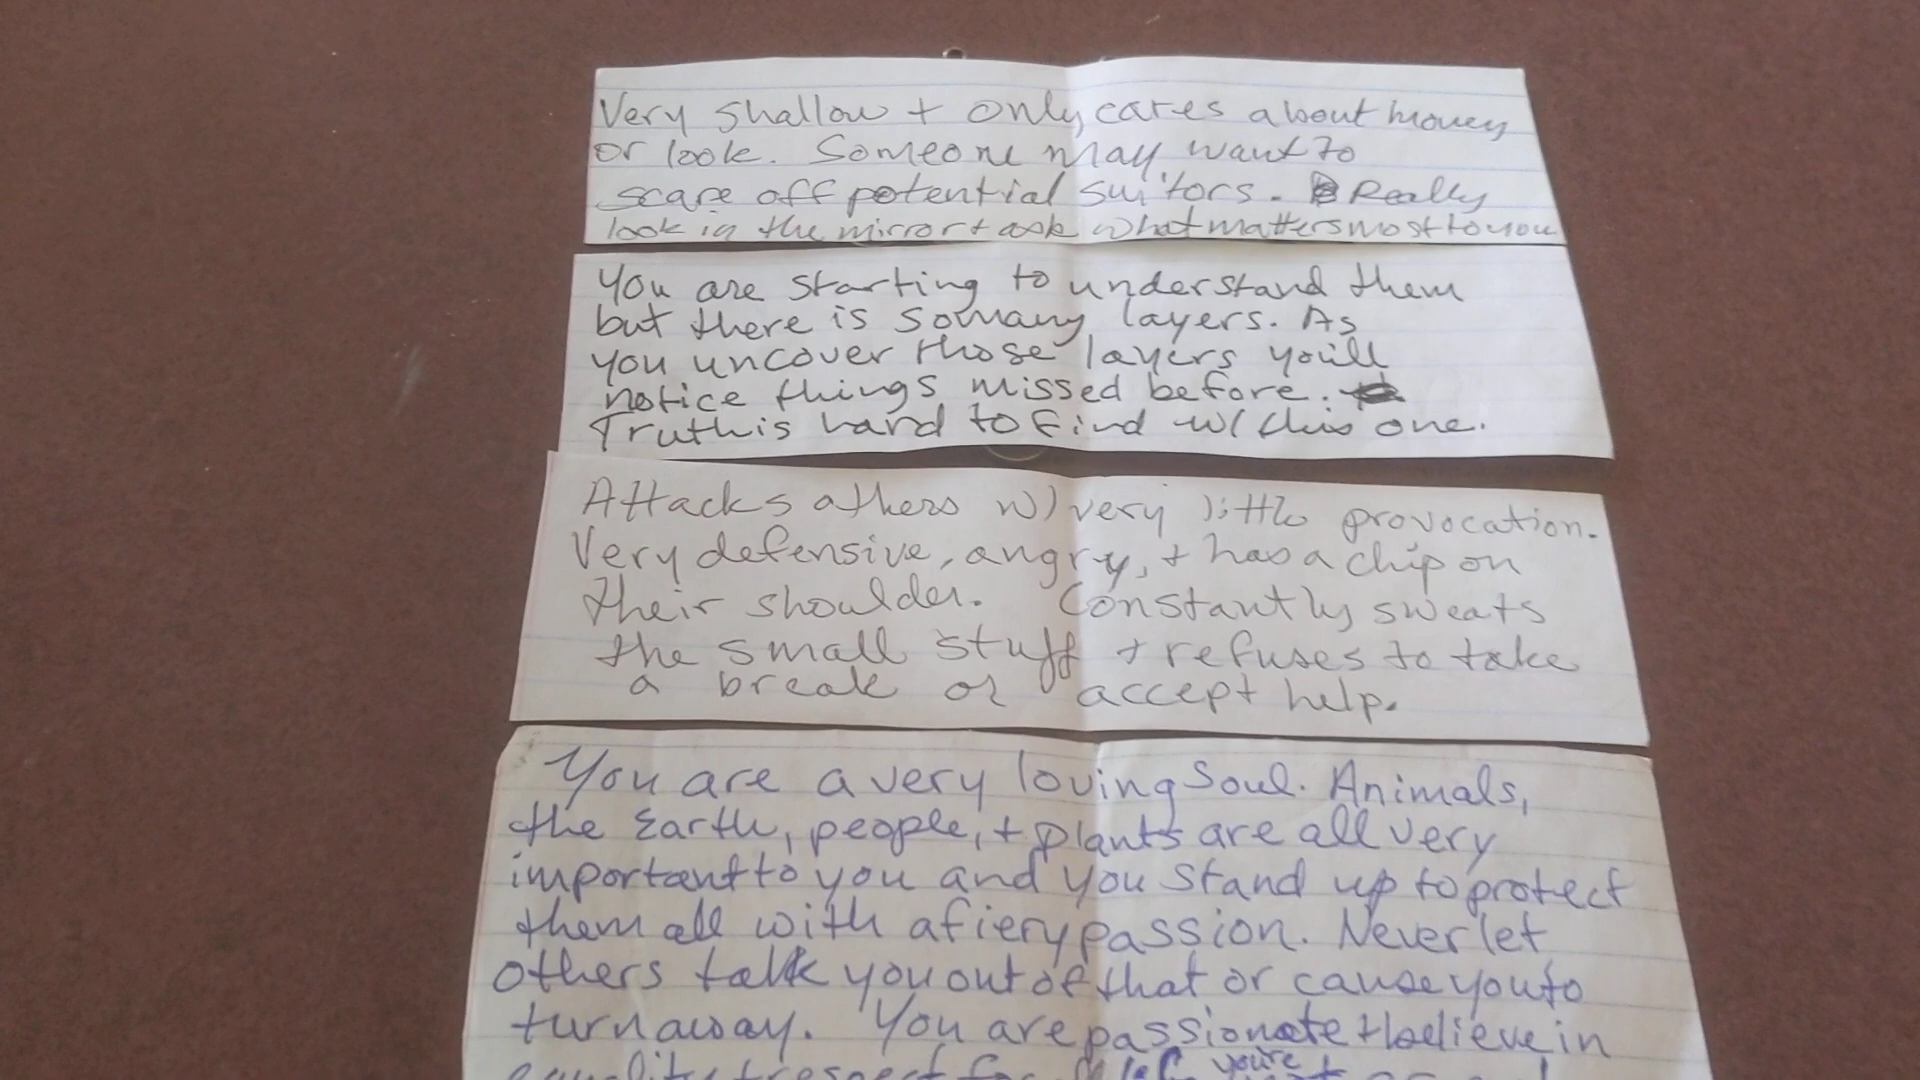 Very shallow + only cares about money
or look. Someone may want to
scare off potential suitors. Really
look in the mirror + ask what matters most to you
You are starting to understand them
but there is so many layers. As
you uncover those layers you'll
notice things missed before.
Truth is hard to find w/ this one.
Attacks others w/ very little provocation.
Very defensive, angry, + has a chip on
their shoulder. Constantly sweats
the small stuff + refuses to take
a break or accept help.
You are a very loving Soul. Animals,
the Earth, people, + plants are all very
important to you and you stand up to protect
them all with a fiery passion. Never let
others talk you out of that or cause you to
turn away. You are passionate + believe in
equality + respect for you're